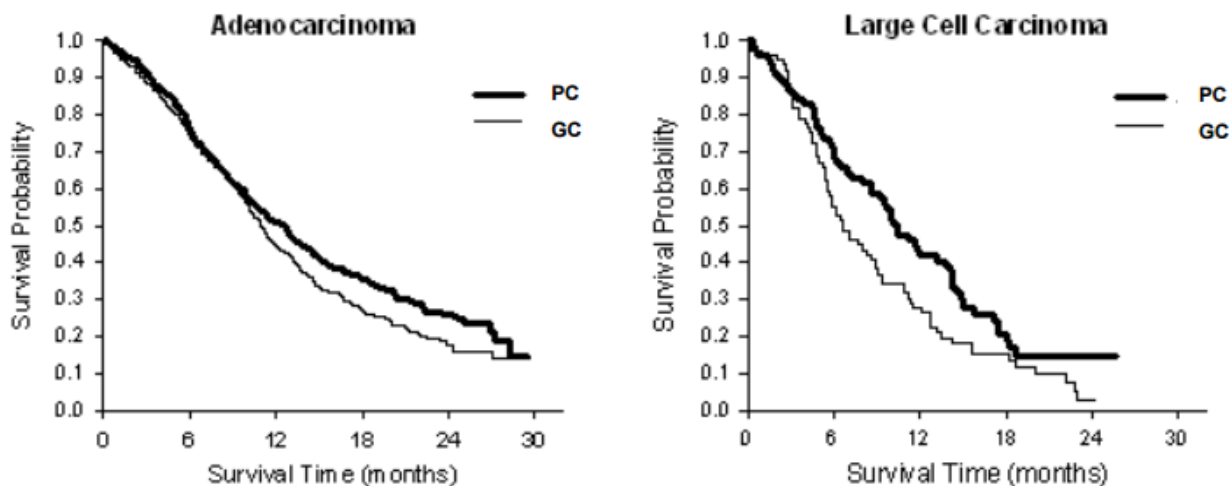 Adenocarcinoma
1.0
0.9
0.8
0.7
0.6
0.5
0.4
0.3
0.2
0.1
0.0
Survival Probability
PC
GC
0 6 12 18 24 30
Survival Time (months)
Large Cell Carcinoma
1.0
0.9
0.8
0.7
0.6
0.5
0.4
0.3
0.2
0.1
0.0
Survival Probability
PC
GC
0 6 12 18 24 30
Survival Time (months)